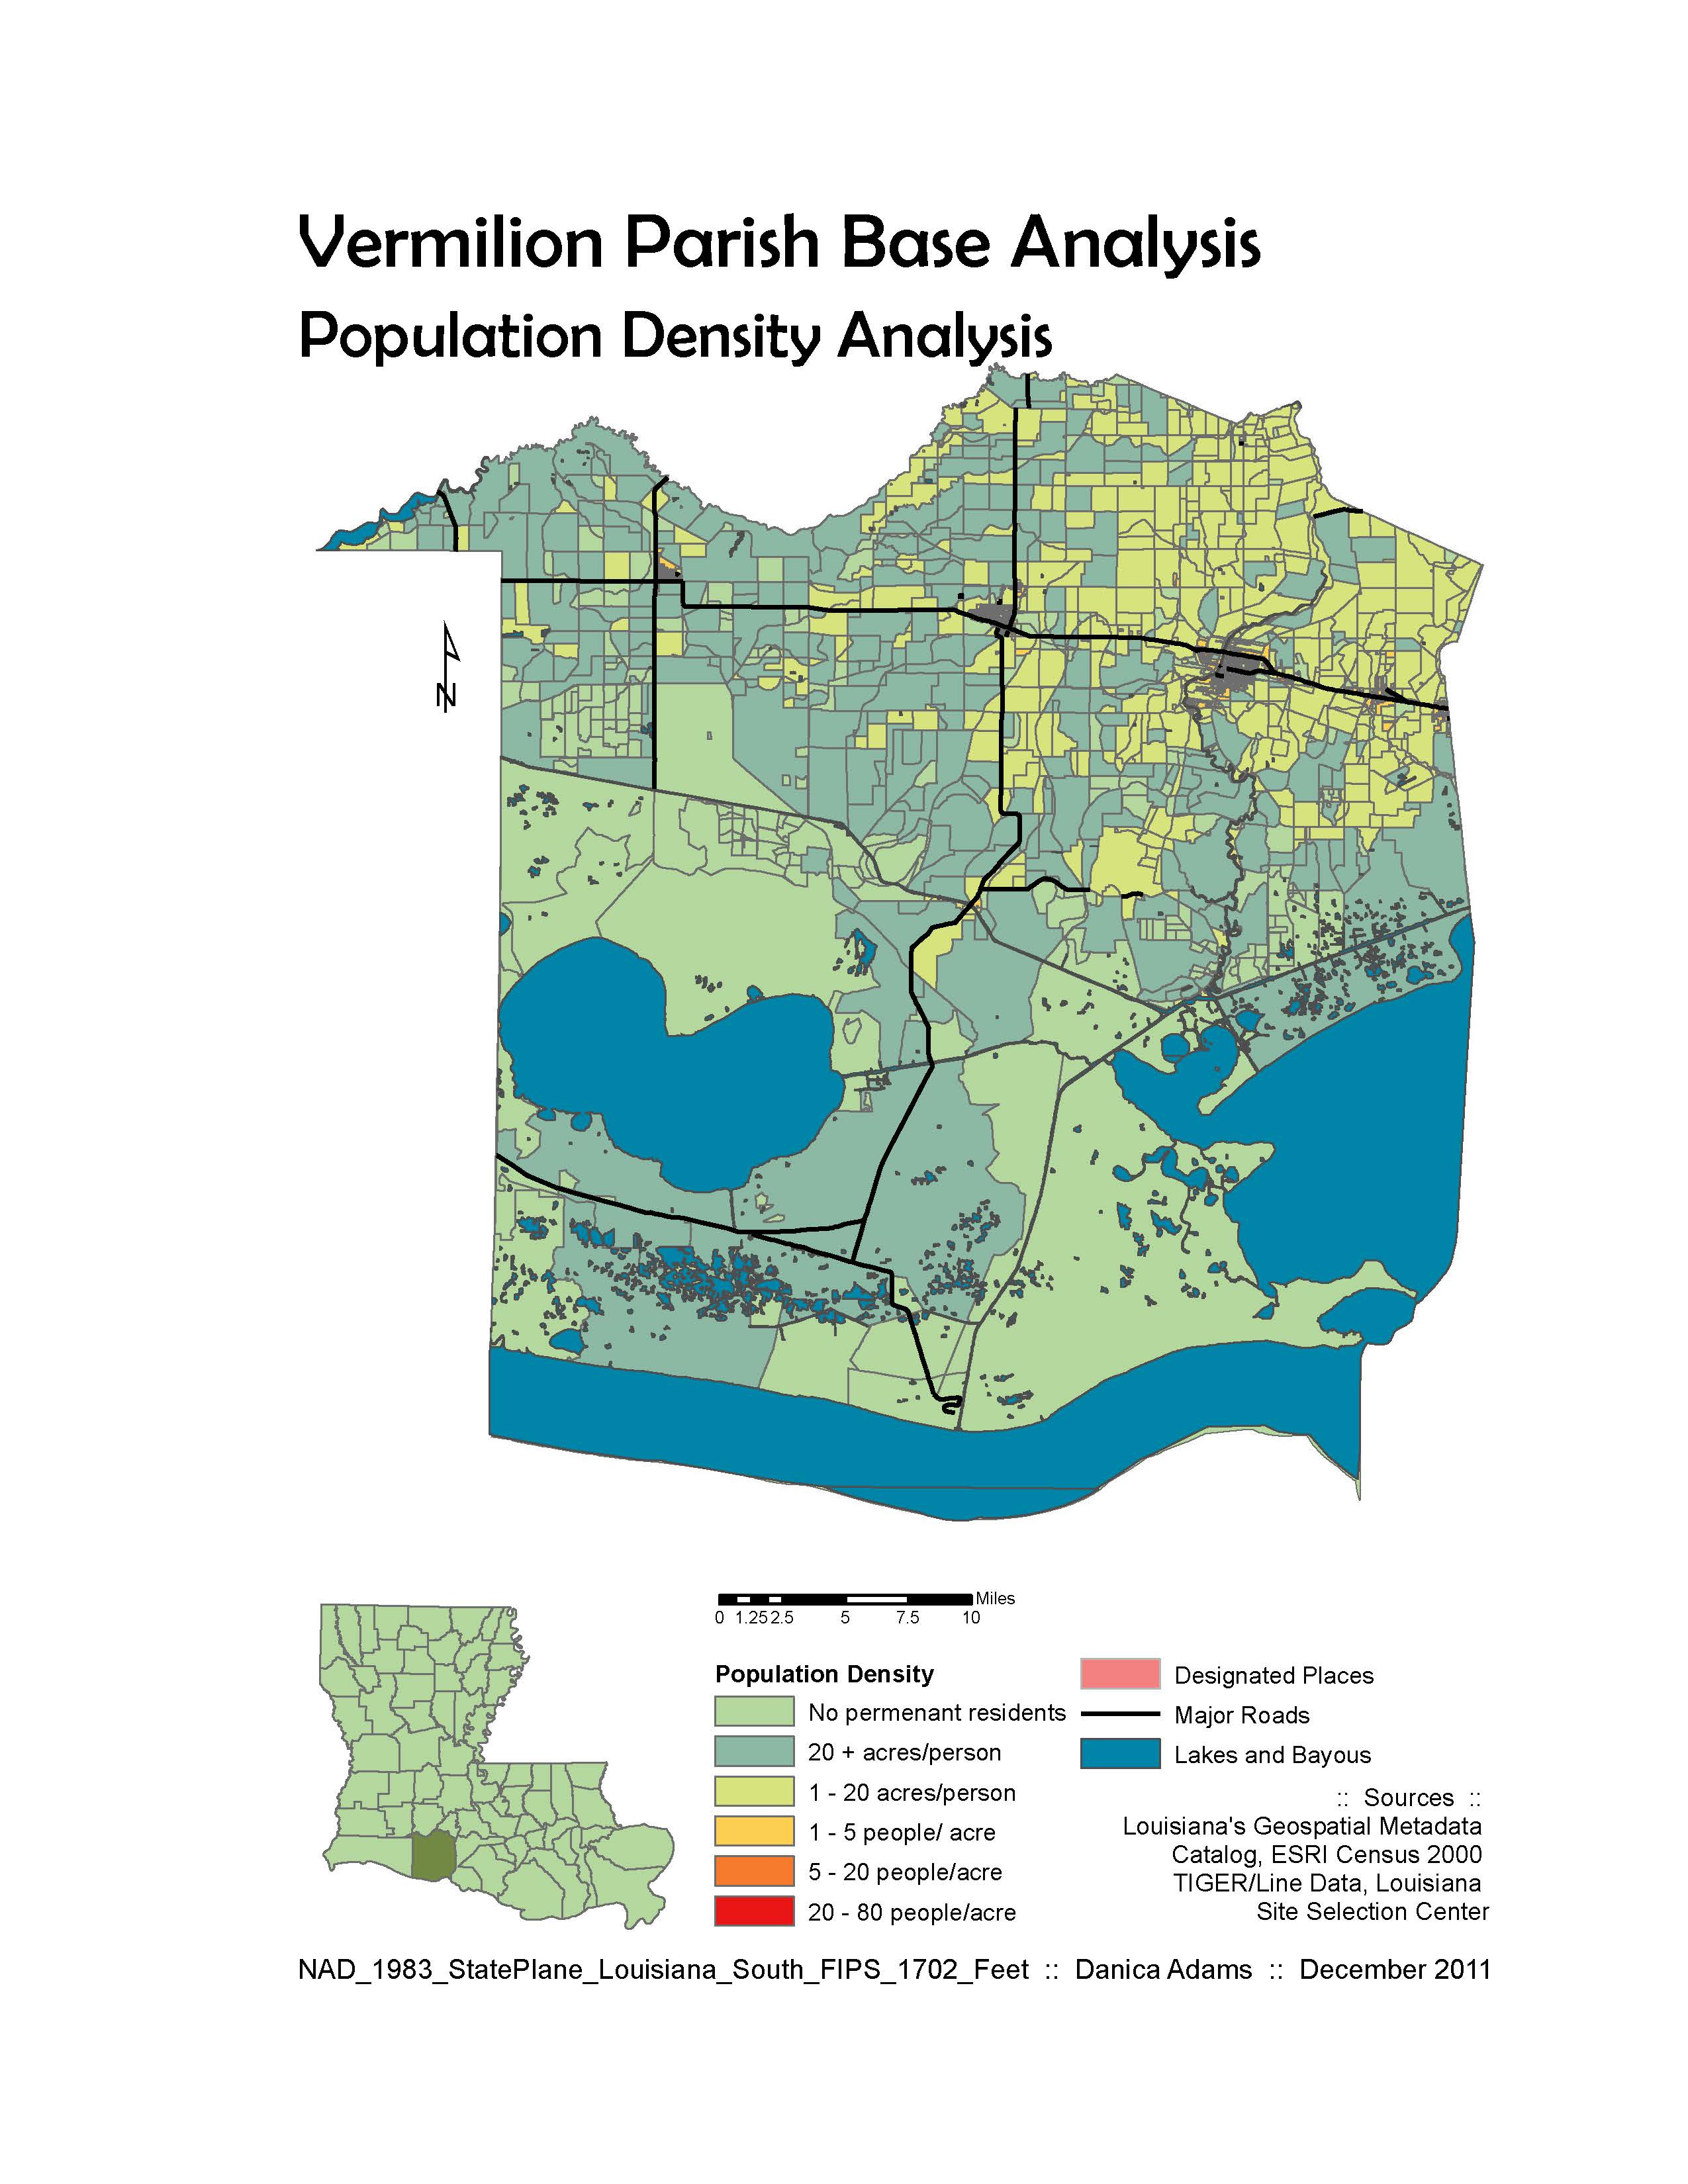 Vermilion Parish Base Analysis
Population Density Analysis
N
Miles
0 1.25 2.5 5 7.5 10
Population Density
No permenant residents
20 + acres/person
1 - 20 acres/person
1 - 5 people/ acre
5 - 20 people/acre
20 - 80 people/acre
Designated Places
Major Roads
Lakes and Bayous
:: Sources ::
Louisiana's Geospatial Metadata
Catalog, ESRI Census 2000
TIGER/Line Data, Louisiana
Site Selection Center
NAD_1983_StatePlane_Louisiana_South_FIPS_1702_Feet :: Danica Adams :: December 2011